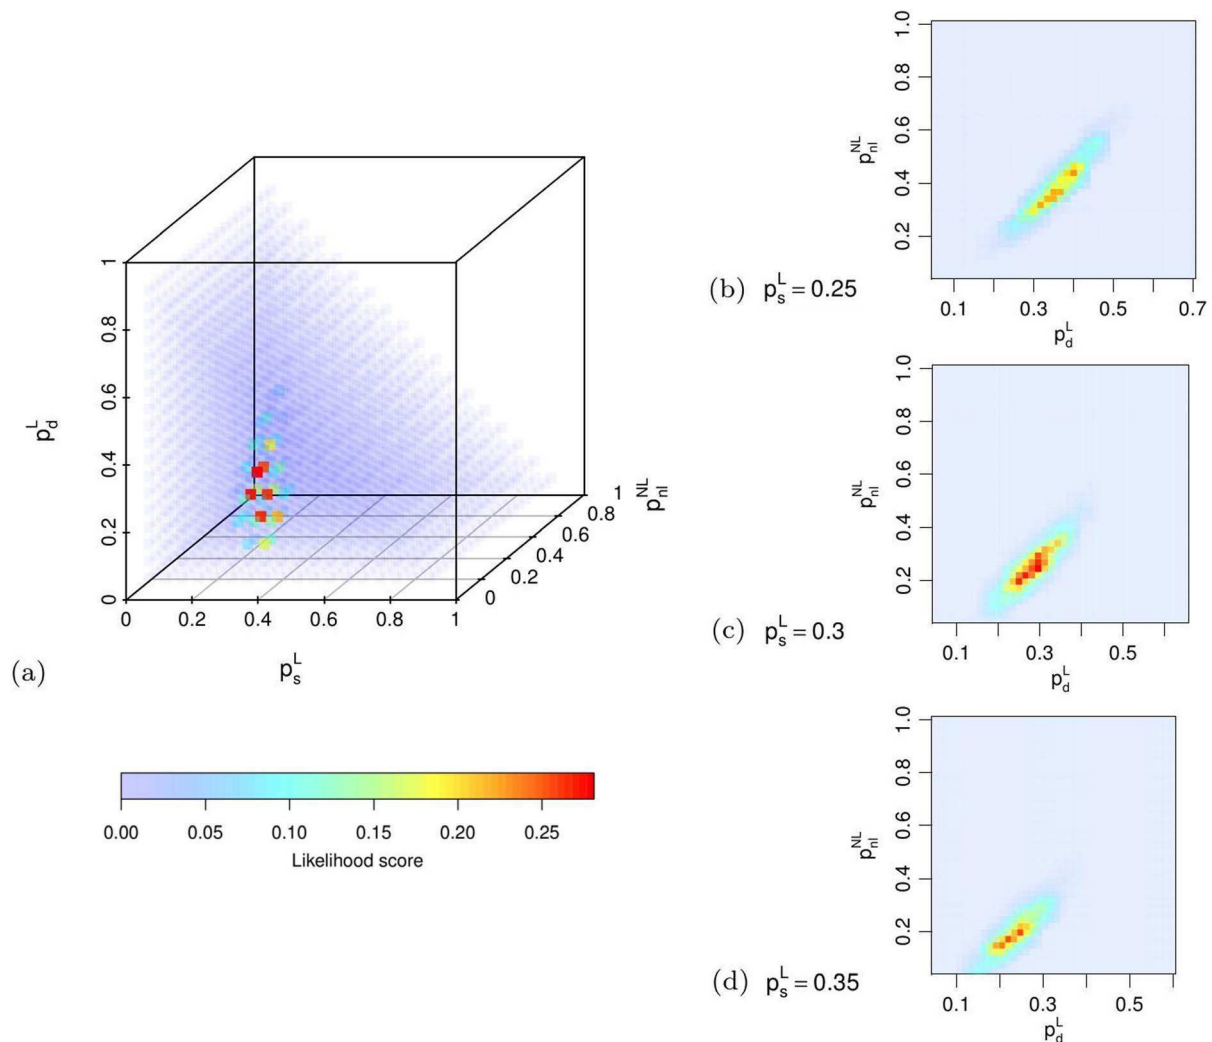 1
0.8
0.6
0.4
0.2
0
p_d^L
0 0.2 0.4 0.6 0.8 1
p_s^L
0
0.2
0.4
0.6
0.8
1
p_nl^NL
(a)
0.00 0.05 0.10 0.15 0.20 0.25
Likelihood score
1.0
0.8
0.6
0.4
0.2
p_nl^NL
0.1 0.3 0.5 0.7
p_d^L
(b) p_s^L = 0.25
1.0
0.8
0.6
0.4
0.2
p_nl^NL
0.1 0.3 0.5
p_d^L
(c) p_s^L = 0.3
1.0
0.8
0.6
0.4
0.2
p_nl^NL
0.1 0.3 0.5
p_d^L
(d) p_s^L = 0.35